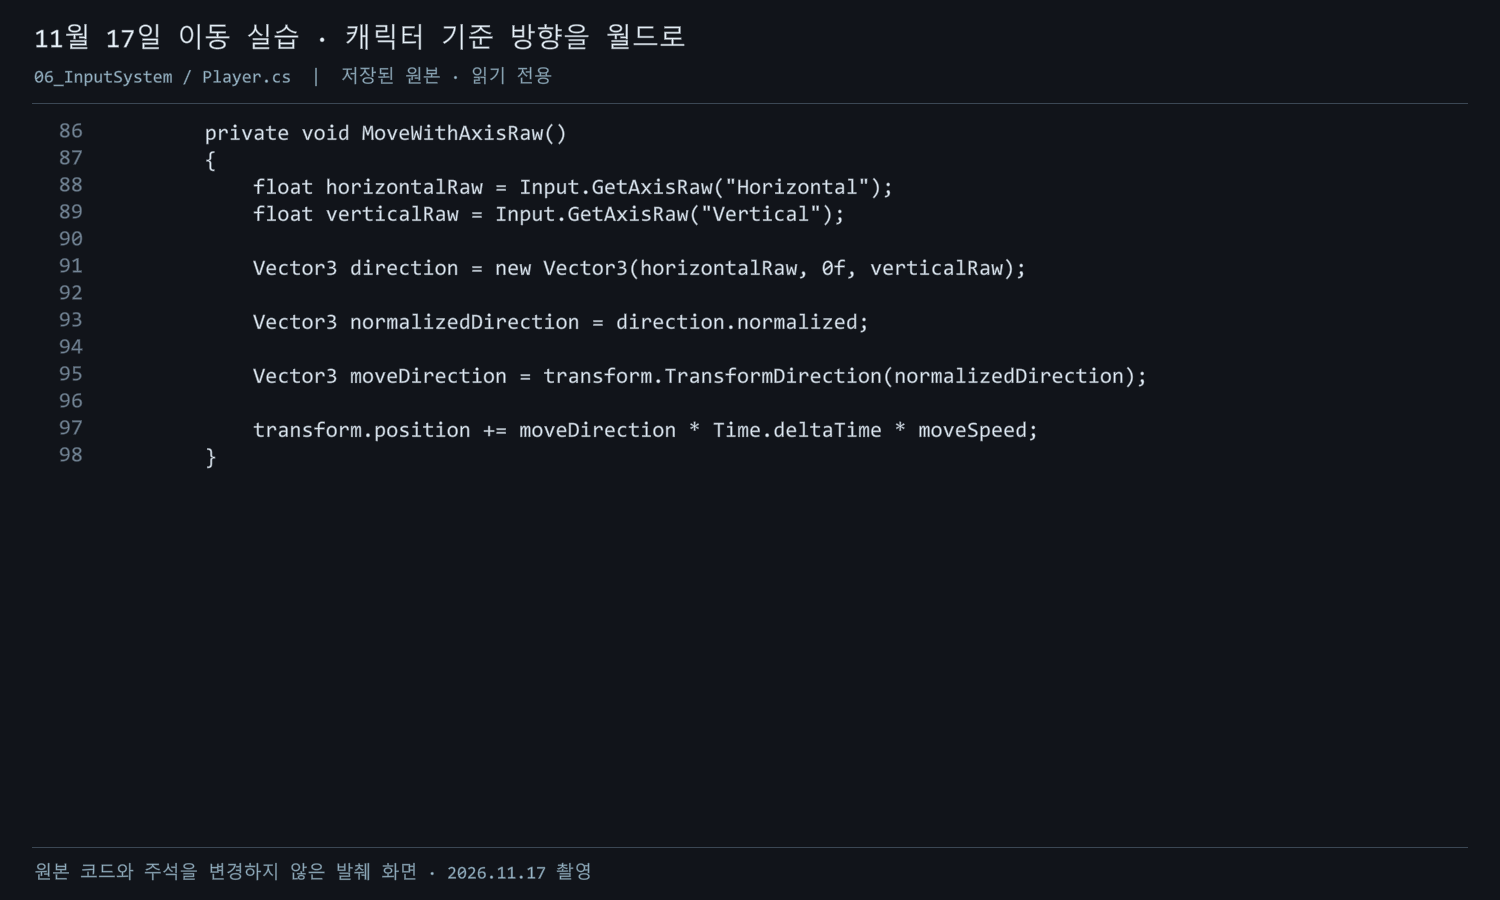 11월 17일 이동 실습 · 캐릭터 기준 방향을 월드로
06_InputSystem / Player.cs | 저장된 원본 · 읽기 전용
86 private void MoveWithAxisRaw()
87 {
88 float horizontalRaw = Input.GetAxisRaw("Horizontal");
89 float verticalRaw = Input.GetAxisRaw("Vertical");
90
91 Vector3 direction = new Vector3(horizontalRaw, 0f, verticalRaw);
92
93 Vector3 normalizedDirection = direction.normalized;
94
95 Vector3 moveDirection = transform.TransformDirection(normalizedDirection);
96
97 transform.position += moveDirection * Time.deltaTime * moveSpeed;
98 }
원본 코드와 주석을 변경하지 않은 발췌 화면 · 2026.11.17 촬영